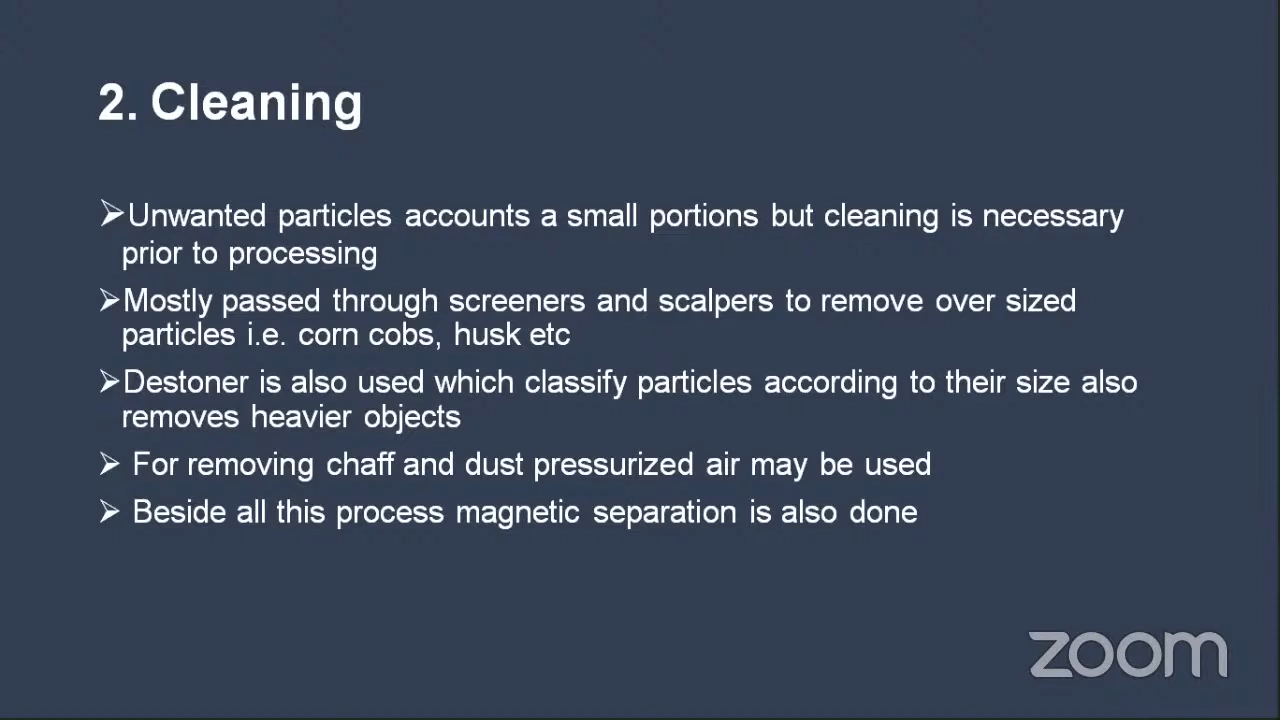 2. Cleaning
➢Unwanted particles accounts a small portions but cleaning is necessary
prior to processing
➢Mostly passed through screeners and scalpers to remove over sized
particles i.e. corn cobs, husk etc
➢Destoner is also used which classify particles according to their size also
removes heavier objects
➢ For removing chaff and dust pressurized air may be used
➢ Beside all this process magnetic separation is also done
zoom